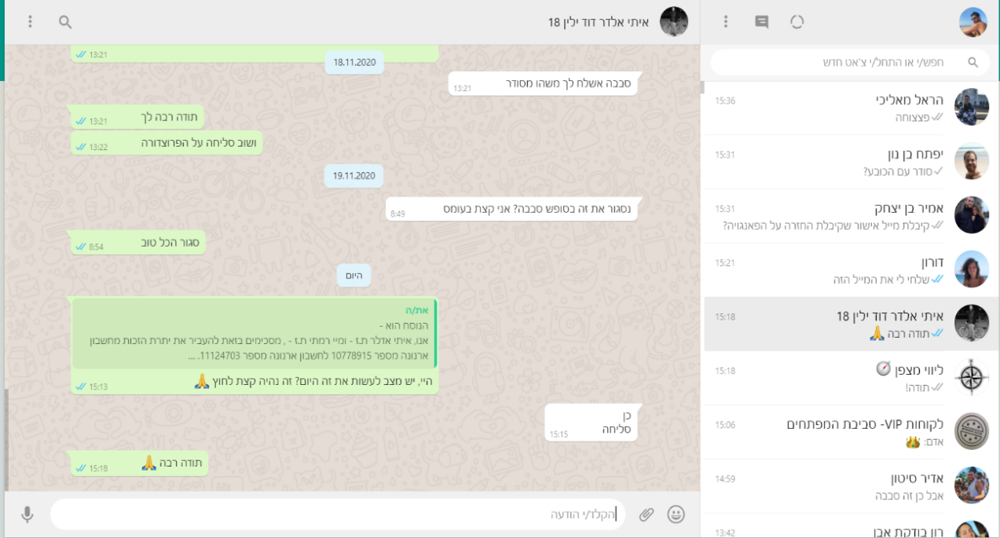 איתי אלדר דוד ילין 18
13:21
18.11.2020
סבבה אשלח לך משהו מסודר
13:21
תודה רבה לך
13:21
ושוב סליחה על הפרוצדורה
13:22
19.11.2020
נסגור את זה בסופש סבבה? אני קצת בעומס
8:49
סגור הכל טוב
8:54
היום
את/ה
הנוסח הוא -
אנו, איתי אדלר ת.ז - ומיי רמתי ת.ז - , מסכימים בזאת להעביר את יתרת הזכות מחשבון
ארנונה מספר 10778915 לחשבון ארנונה מספר 11124703. ...
היי, יש מצב לעשות את זה היום? זה נהיה קצת לחוץ 🙏
15:13
כן
סליחה
15:15
תודה רבה 🙏
15:18
הקלד/י הודעה
חפש/י או התחל/י צ'אט חדש
הראל מאליכי
15:36
פצצוחה
יפתח בן נון
15:31
סודר עם הכובע?
אמיר בן יצחק
15:31
קיבלת מייל אישור שקיבלת החזרה על הפאנגויה?
דורון
15:21
שלחי לי את המייל הזה
איתי אלדר דוד ילין 18
15:18
תודה רבה 🙏
ליווי מצפן 🧭
15:18
תודה!
לקוחות VIP- סביבת המפתחים
15:06
אדם: 👑
אדיר סיטון
14:59
אבל כן זה סבבה
רון בודקת אבן
13:42